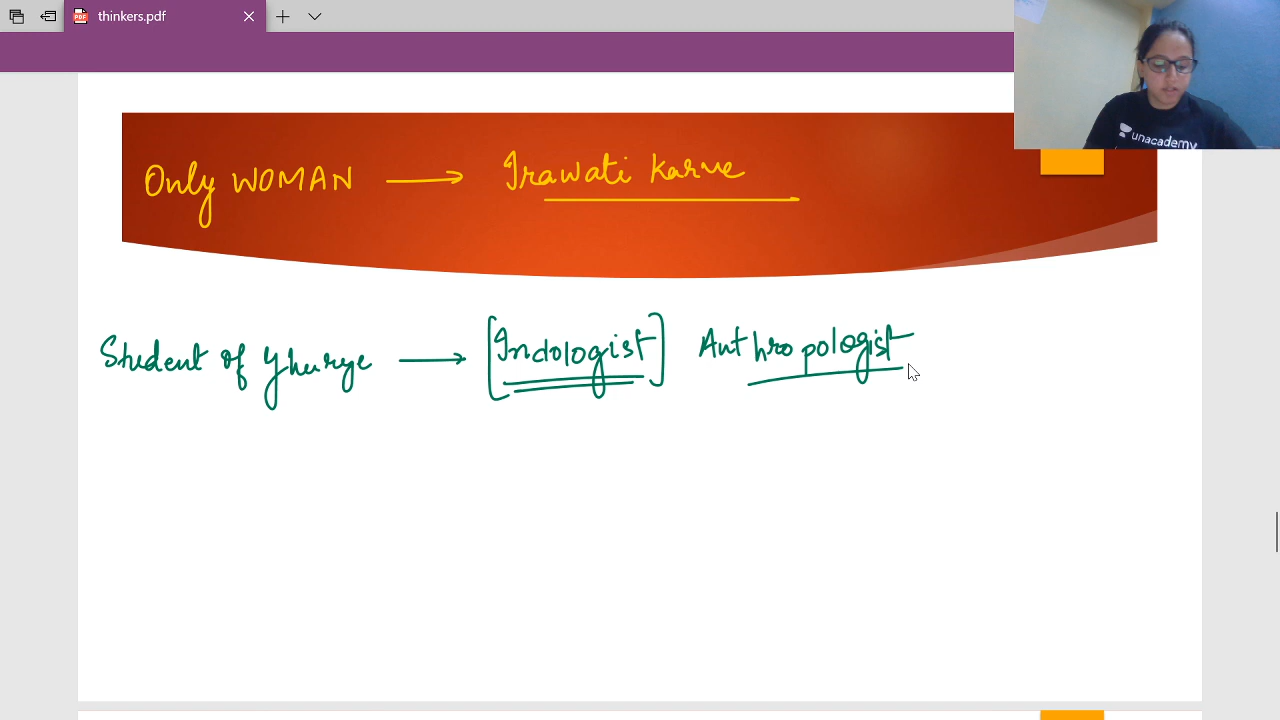 thinkers.pdf
unacademy
Only WOMAN → Irawati Karve
Student of Ghurye → [Indologist] Anthropologist